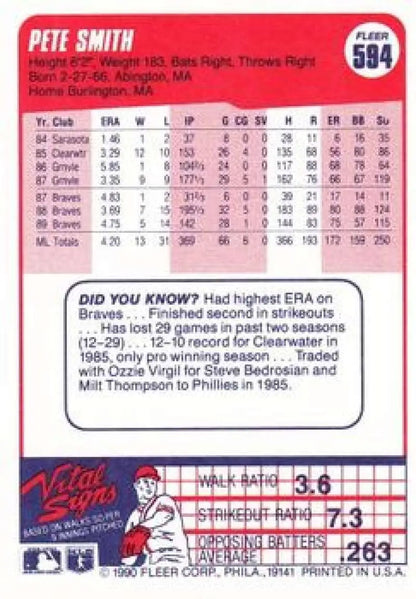 PETE SMITH
FLEER
594
Height 6'2", Weight 183, Bats Right, Throws Right
Born 2-27-66, Abington, MA
Home Burlington, MA
Yr. Club ERA W L IP G CG SV H R ER BB So
84 Sarasota 1.46 1 2 37 8 0 0 28 11 6 16 35
85 Clearwtr 3.29 12 10 153 26 4 0 135 68 56 80 86
86 Grnvle 5.85 1 8 104⅔ 24 0 0 117 88 68 78 64
87 Grnvle 3.35 9 9 177⅓ 29 5 1 162 76 66 67 119
87 Braves 4.83 1 2 31⅔ 6 0 0 39 21 17 14 11
88 Braves 3.69 7 15 195⅓ 32 5 0 183 89 80 88 124
89 Braves 4.75 5 14 142 28 1 0 144 83 75 57 115
ML Totals 4.20 13 31 369 66 6 0 366 193 172 159 250
DID YOU KNOW? Had highest ERA on
Braves . . . Finished second in strikeouts
. . . Has lost 29 games in past two seasons
(12-29) . . . 12-10 record for Clearwater in
1985, only pro winning season . . . Traded
with Ozzie Virgil for Steve Bedrosian and
Milt Thompson to Phillies in 1985.
Vital
Signs
BASED ON WALKS/SO PER
9 INNINGS PITCHED
WALK RATIO 3.6
STRIKEOUT RATIO 7.3
OPPOSING BATTERS
AVERAGE .263
© 1990 FLEER CORP., PHILA., 19141 PRINTED IN U.S.A.